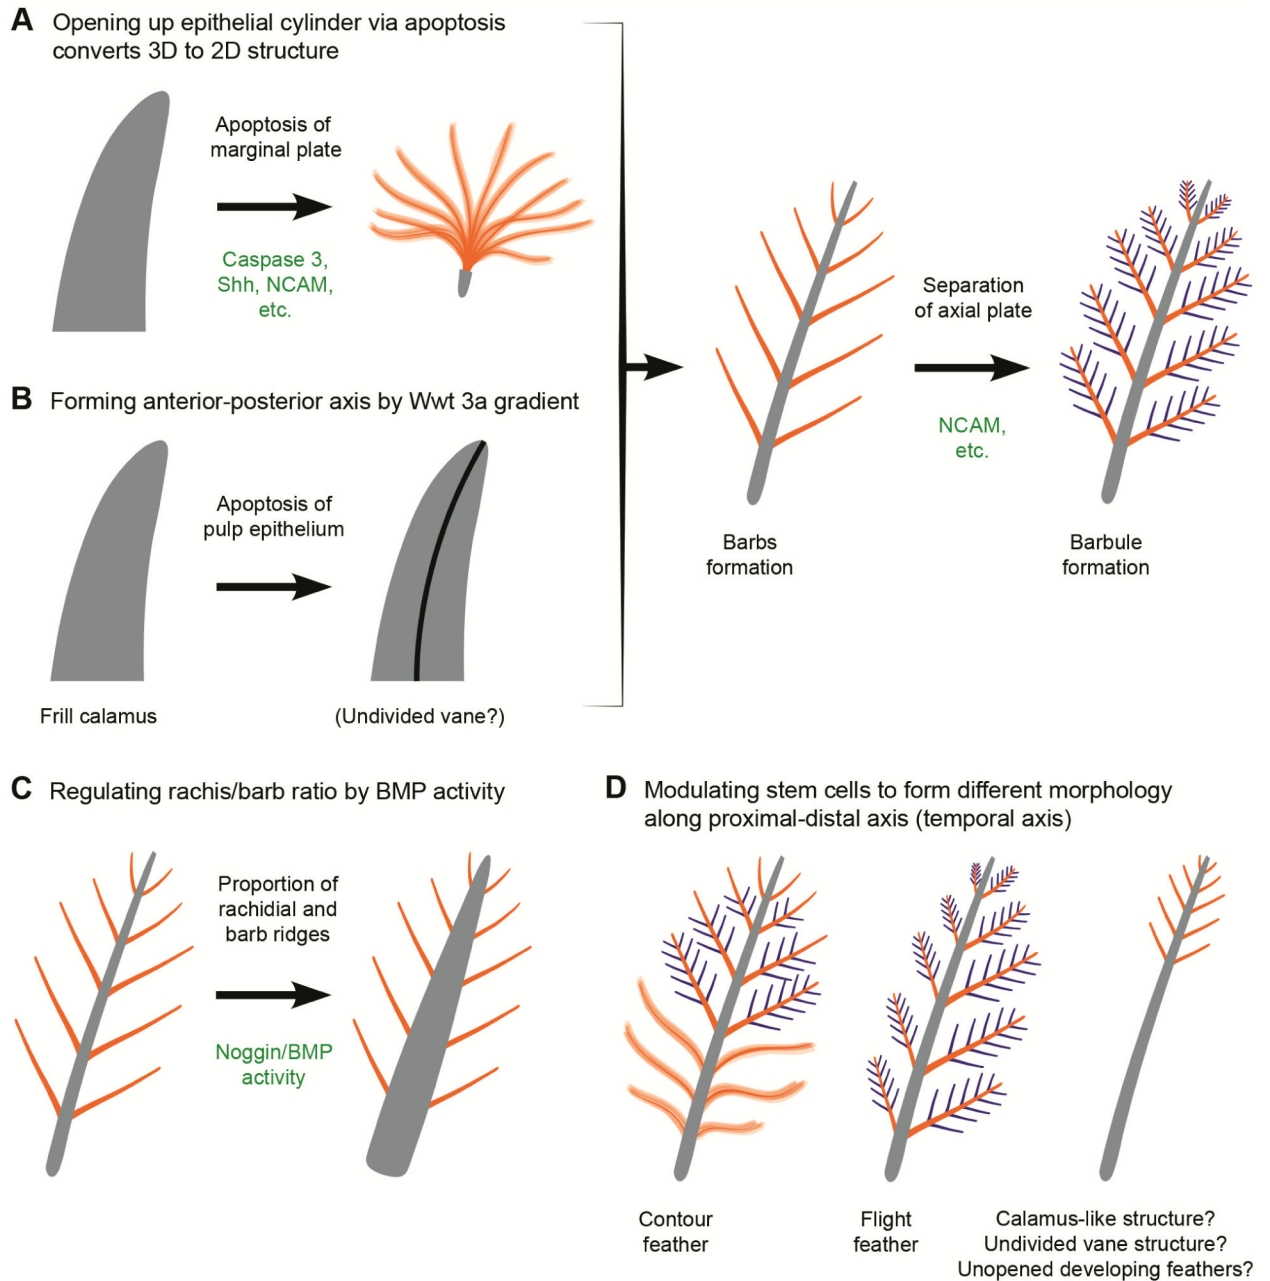 A Opening up epithelial cylinder via apoptosis
converts 3D to 2D structure
Apoptosis of
marginal plate
Caspase 3,
Shh, NCAM,
etc.
B Forming anterior-posterior axis by Wwt 3a gradient
Apoptosis of
pulp epithelium
Frill calamus
(Undivided vane?)
Barbs
formation
Separation
of axial plate
NCAM,
etc.
Barbule
formation
C Regulating rachis/barb ratio by BMP activity
Proportion of
rachidial and
barb ridges
Noggin/BMP
activity
D Modulating stem cells to form different morphology
along proximal-distal axis (temporal axis)
Contour
feather
Flight
feather
Calamus-like structure?
Undivided vane structure?
Unopened developing feathers?